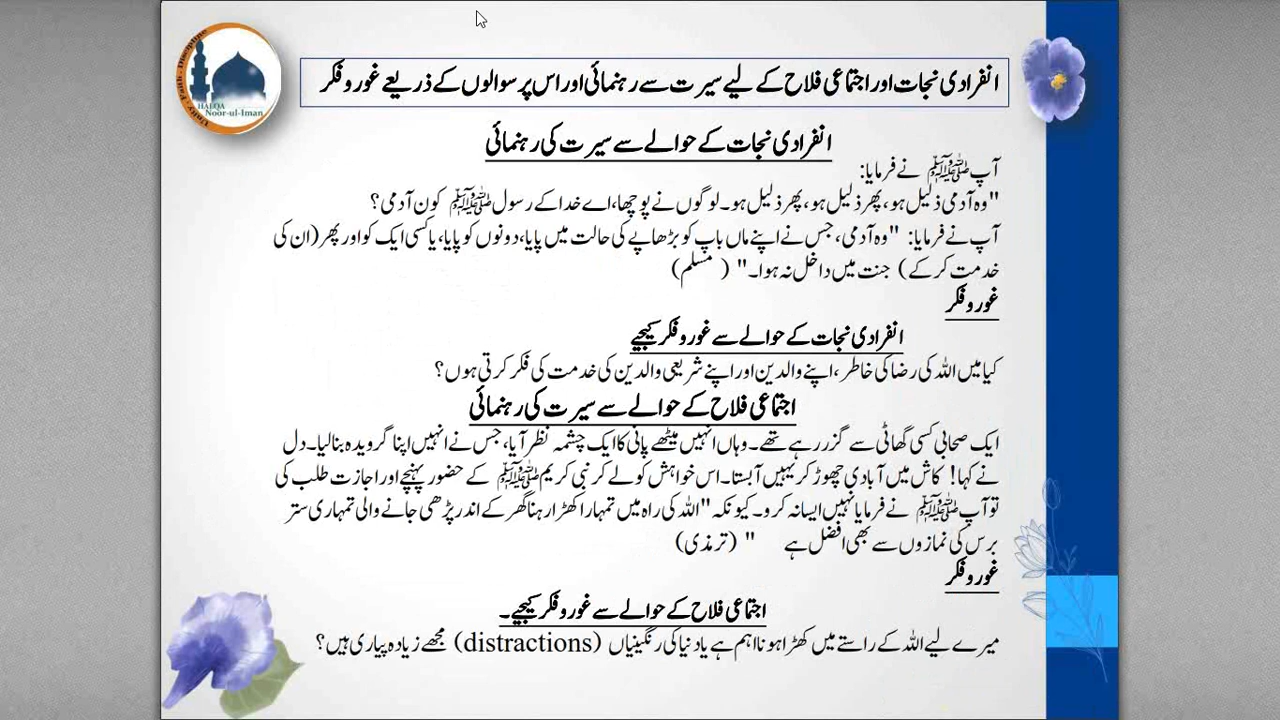 Unity, Faith, Discipline
HALQA
Noor-ul-Iman
انفرادی نجات اور اجتماعی فلاح کے لیے سیرت سے رہنمائی اور اس پر سوالوں کے ذریعے غور و فکر
انفرادی نجات کے حوالے سے سیرت کی رہنمائی
آپ ﷺ نے فرمایا:
"وہ آدمی ذلیل ہو، پھر ذلیل ہو، پھر ذلیل ہو۔ لوگوں نے پوچھا، اے خدا کے رسول ﷺ کون آدمی؟
آپ نے فرمایا: "وہ آدمی، جس نے اپنے ماں باپ کو بڑھاپے کی حالت میں پایا، دونوں کو پایا، یا کسی ایک کو اور پھر (ان کی
خدمت کر کے) جنت میں داخل نہ ہوا۔" ( مسلم)
غور و فکر
انفرادی نجات کے حوالے سے غور و فکر کیجیے
کیا میں اللہ کی رضا کی خاطر، اپنے والدین اور اپنے شریعی والدین کی خدمت کی فکر کرتی ہوں؟
اجتماعی فلاح کے حوالے سے سیرت کی رہنمائی
ایک صحابی کسی گھاٹی سے گزر رہے تھے۔ وہاں انہیں میٹھے پانی کا ایک چشمہ نظر آیا، جس نے انہیں اپنا گرویدہ بنا لیا۔ دل
نے کہا! کاش میں آبادی چھوڑ کر یہیں آبستا۔ اس خواہش کو لے کر نبی کریم ﷺ کے حضور پہنچے اور اجازت طلب کی
تو آپ ﷺ نے فرمایا نہیں ایسا نہ کرو۔ کیونکہ "اللہ کی راہ میں تمہارا کھڑا رہنا گھر کے اندر پڑھی جانے والی تمہاری ستر
برس کی نمازوں سے بھی افضل ہے " (ترمذی)
غور و فکر
اجتماعی فلاح کے حوالے سے غور و فکر کیجیے۔
میرے لیے اللہ کے راستے میں کھڑا ہونا اہم ہے یا دنیا کی رنگینیاں (distractions) مجھے زیادہ پیاری ہیں؟